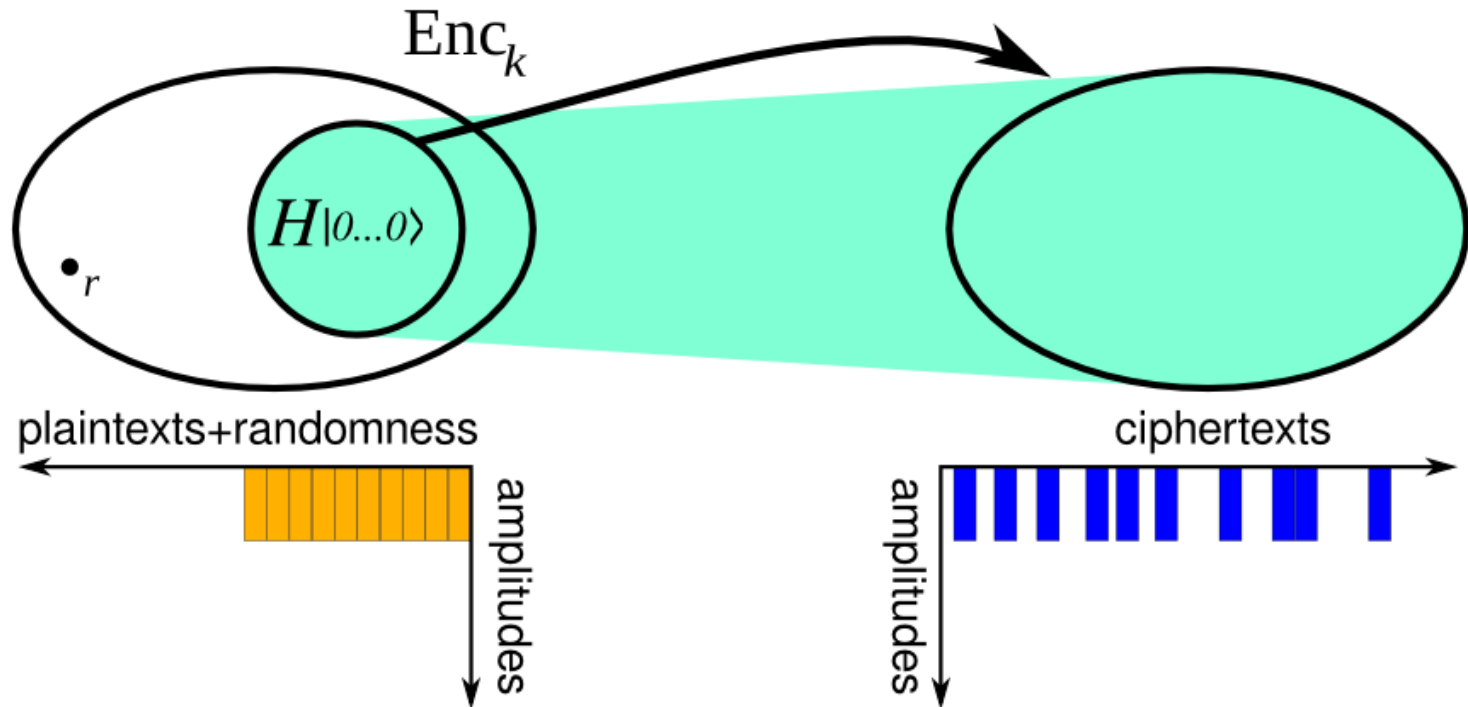 Enc_k
H|0...0⟩
r
plaintexts+randomness
ciphertexts
amplitudes
amplitudes